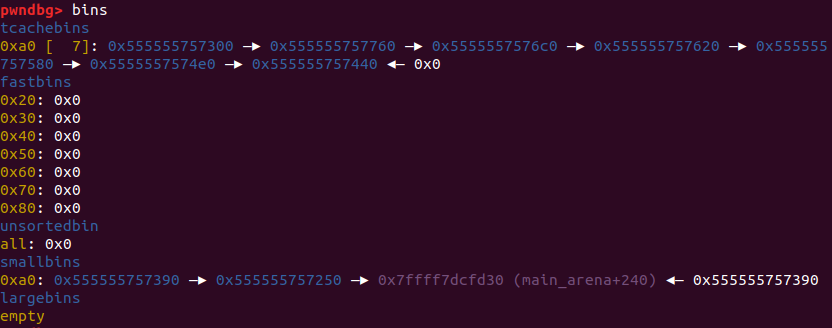 pwndbg> bins
tcachebins
0xa0 [  7]: 0x555555757300 —▸ 0x555555757760 —▸ 0x5555557576c0 —▸ 0x555555757620 —▸ 0x555555
757580 —▸ 0x5555557574e0 —▸ 0x555555757440 ◂— 0x0
fastbins
0x20: 0x0
0x30: 0x0
0x40: 0x0
0x50: 0x0
0x60: 0x0
0x70: 0x0
0x80: 0x0
unsortedbin
all: 0x0
smallbins
0xa0: 0x555555757390 —▸ 0x555555757250 —▸ 0x7ffff7dcfd30 (main_arena+240) ◂— 0x555555757390
largebins
empty